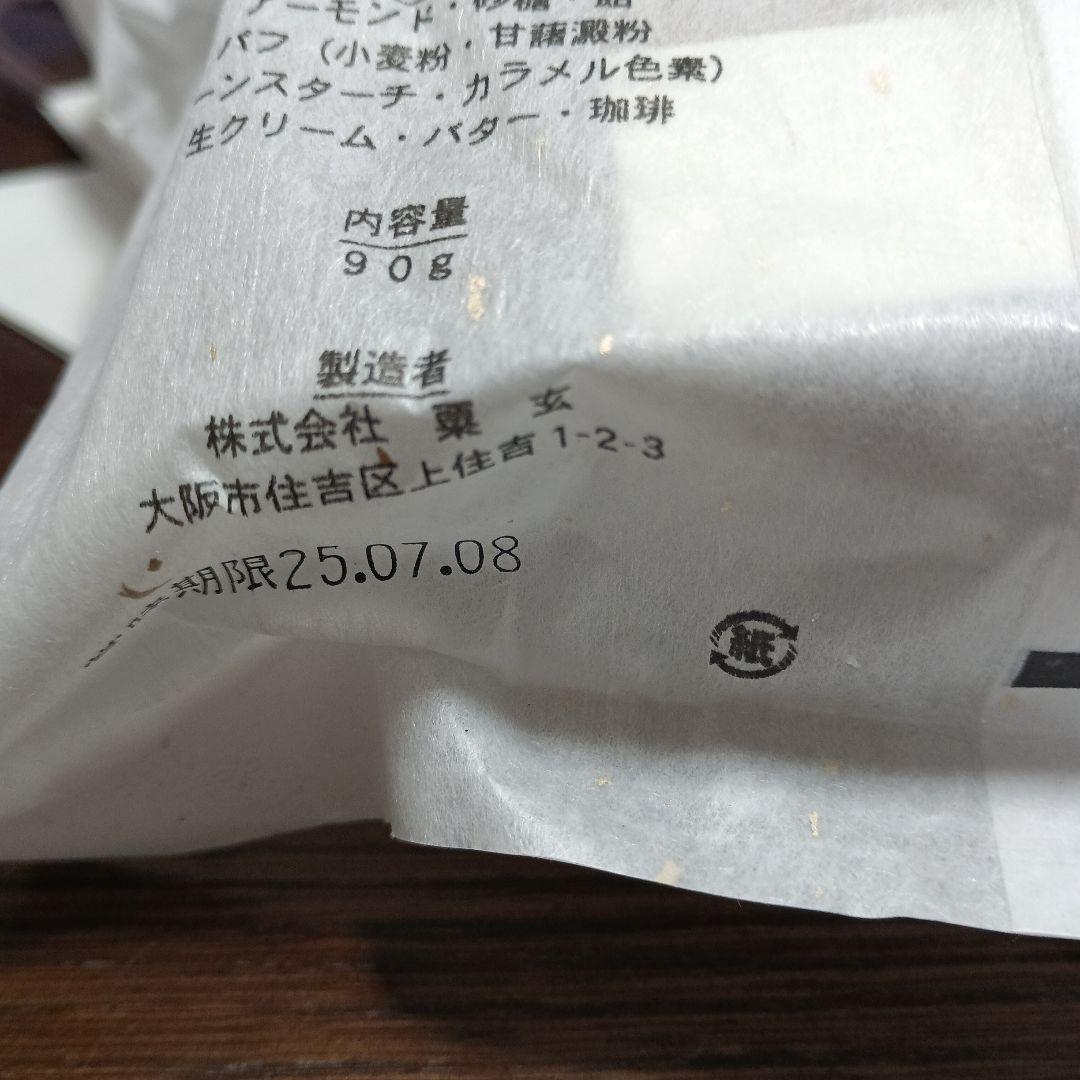 アーモンド・砂糖・飴
パフ（小麦粉・甘藷澱粉
ンスターチ・カラメル色素）
生クリーム・バター・珈琲
内容量
90g
製造者
株式会社 粟 玄
大阪市住吉区上住吉1-2-3
期限25.07.08
紙